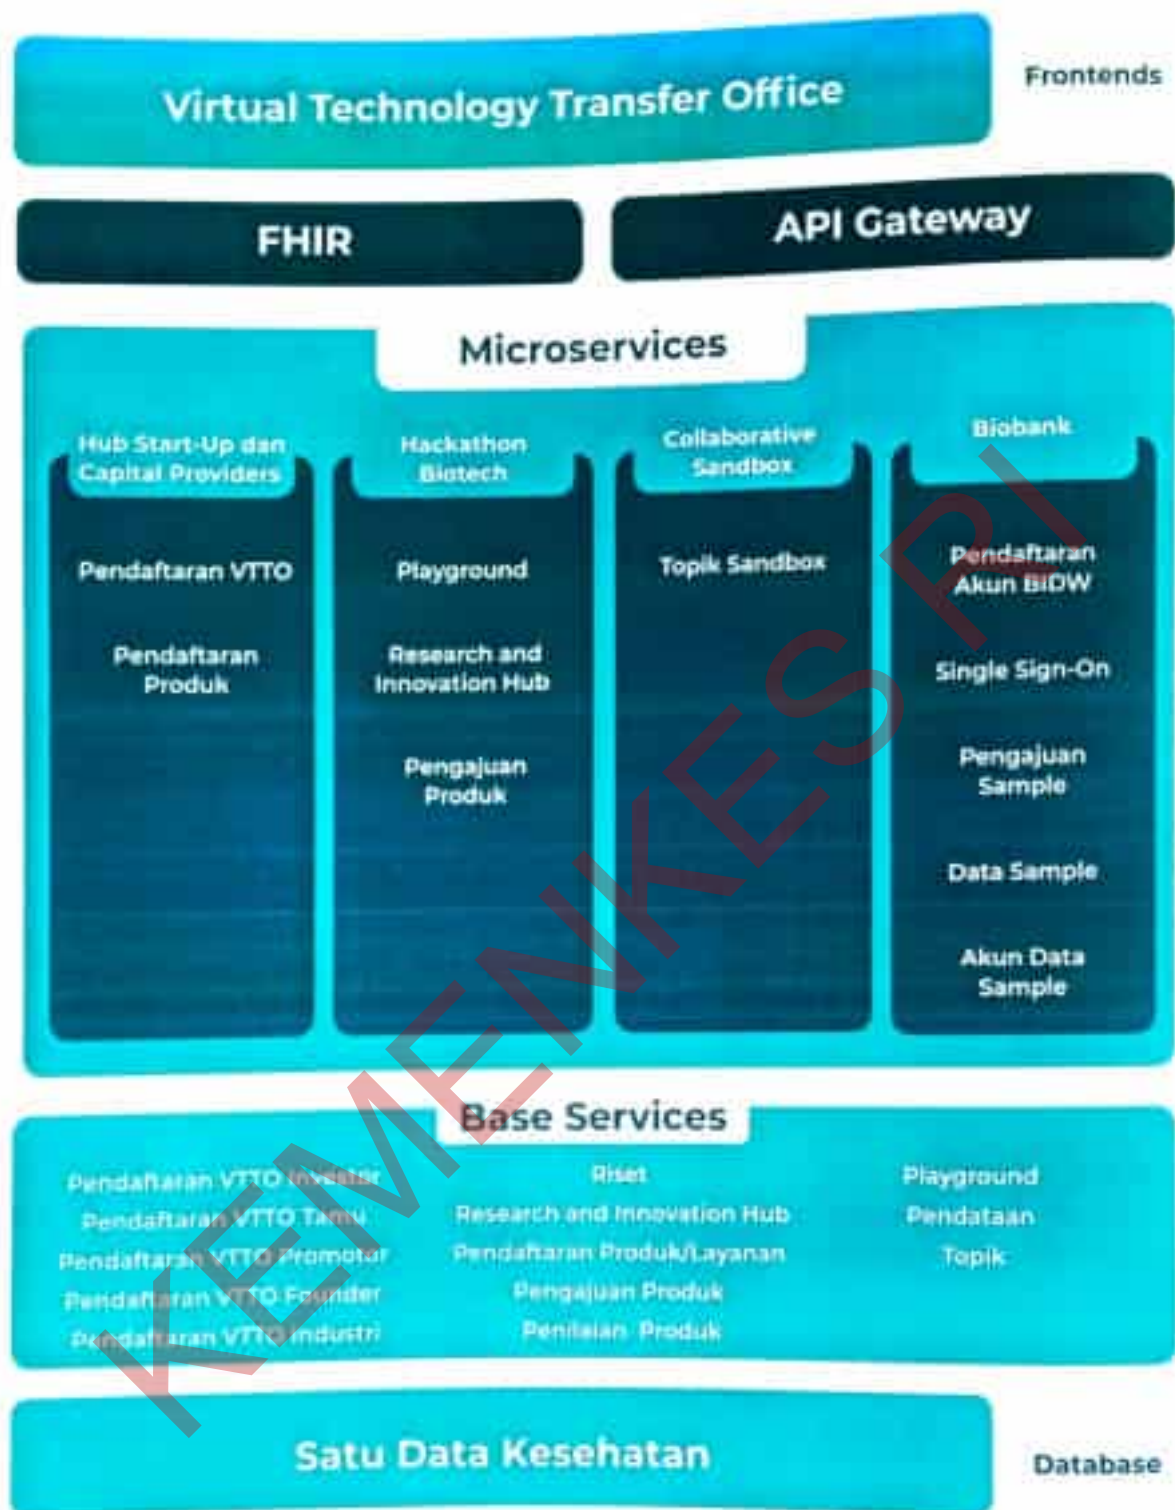 Virtual Technology Transfer Office
Frontends
FHIR
API Gateway
Microservices
Hub Start-Up dan
Capital Providers
Pendaftaran VTTO
Pendaftaran
Produk
Hackathon
Biotech
Playground
Research and
Innovation Hub
Pengajuan
Produk
Collaborative
Sandbox
Topik Sandbox
Biobank
Pendaftaran
Akun BIDW
Single Sign-On
Pengajuan
Sample
Data Sample
Akun Data
Sample
Base Services
Pendaftaran VTTO Investor
Pendaftaran VTTO Tamu
Pendaftaran VTTO Promotor
Pendaftaran VTTO Founder
Pendaftaran VTTO Industri
Riset
Research and Innovation Hub
Pendaftaran Produk/Layanan
Pengajuan Produk
Penilaian Produk
Playground
Pendataan
Topik
Satu Data Kesehatan
Database
KEMENKES RI